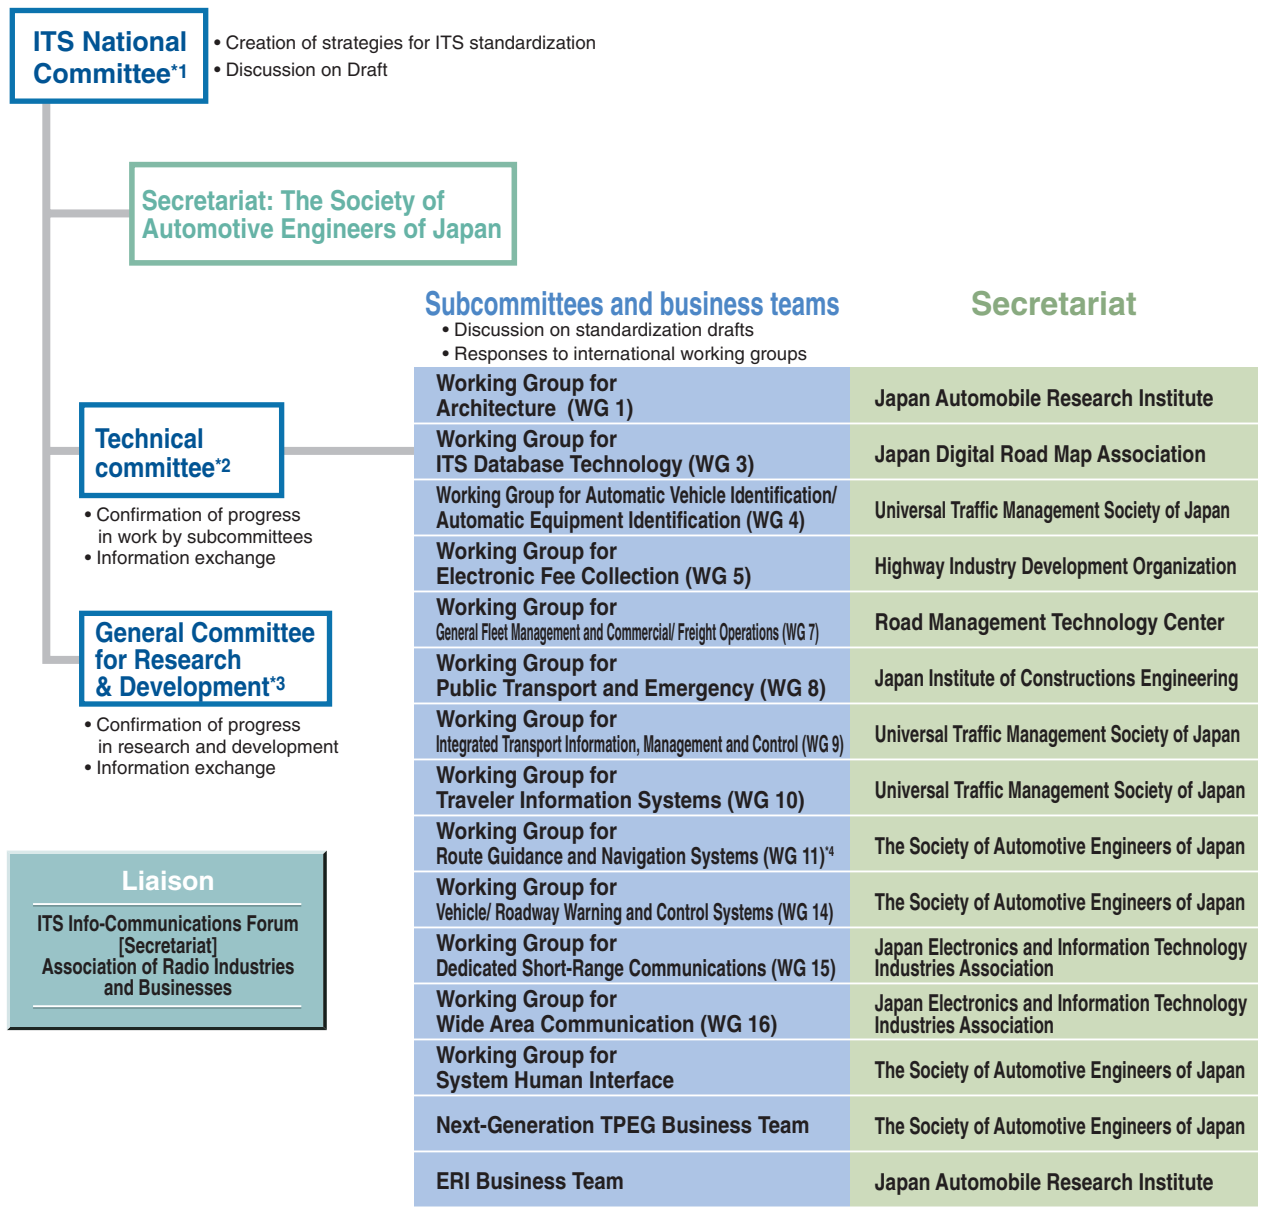 ITS National
Committee*1
• Creation of strategies for ITS standardization
• Discussion on Draft
Secretariat: The Society of
Automotive Engineers of Japan
Subcommittees and business teams
• Discussion on standardization drafts
• Responses to international working groups
Secretariat
Technical
committee*2
• Confirmation of progress
in work by subcommittees
• Information exchange
General Committee
for Research
& Development*3
• Confirmation of progress
in research and development
• Information exchange
Liaison
ITS Info-Communications Forum
[Secretariat]
Association of Radio Industries
and Businesses
Working Group for
Architecture (WG 1)
Japan Automobile Research Institute
Working Group for
ITS Database Technology (WG 3)
Japan Digital Road Map Association
Working Group for Automatic Vehicle Identification/
Automatic Equipment Identification (WG 4)
Universal Traffic Management Society of Japan
Working Group for
Electronic Fee Collection (WG 5)
Highway Industry Development Organization
Working Group for
General Fleet Management and Commercial/ Freight Operations (WG 7)
Road Management Technology Center
Working Group for
Public Transport and Emergency (WG 8)
Japan Institute of Constructions Engineering
Working Group for
Integrated Transport Information, Management and Control (WG 9)
Universal Traffic Management Society of Japan
Working Group for
Traveler Information Systems (WG 10)
Universal Traffic Management Society of Japan
Working Group for
Route Guidance and Navigation Systems (WG 11)*4
The Society of Automotive Engineers of Japan
Working Group for
Vehicle/ Roadway Warning and Control Systems (WG 14)
The Society of Automotive Engineers of Japan
Working Group for
Dedicated Short-Range Communications (WG 15)
Japan Electronics and Information Technology
Industries Association
Working Group for
Wide Area Communication (WG 16)
Japan Electronics and Information Technology
Industries Association
Working Group for
System Human Interface
The Society of Automotive Engineers of Japan
Next-Generation TPEG Business Team
The Society of Automotive Engineers of Japan
ERI Business Team
Japan Automobile Research Institute